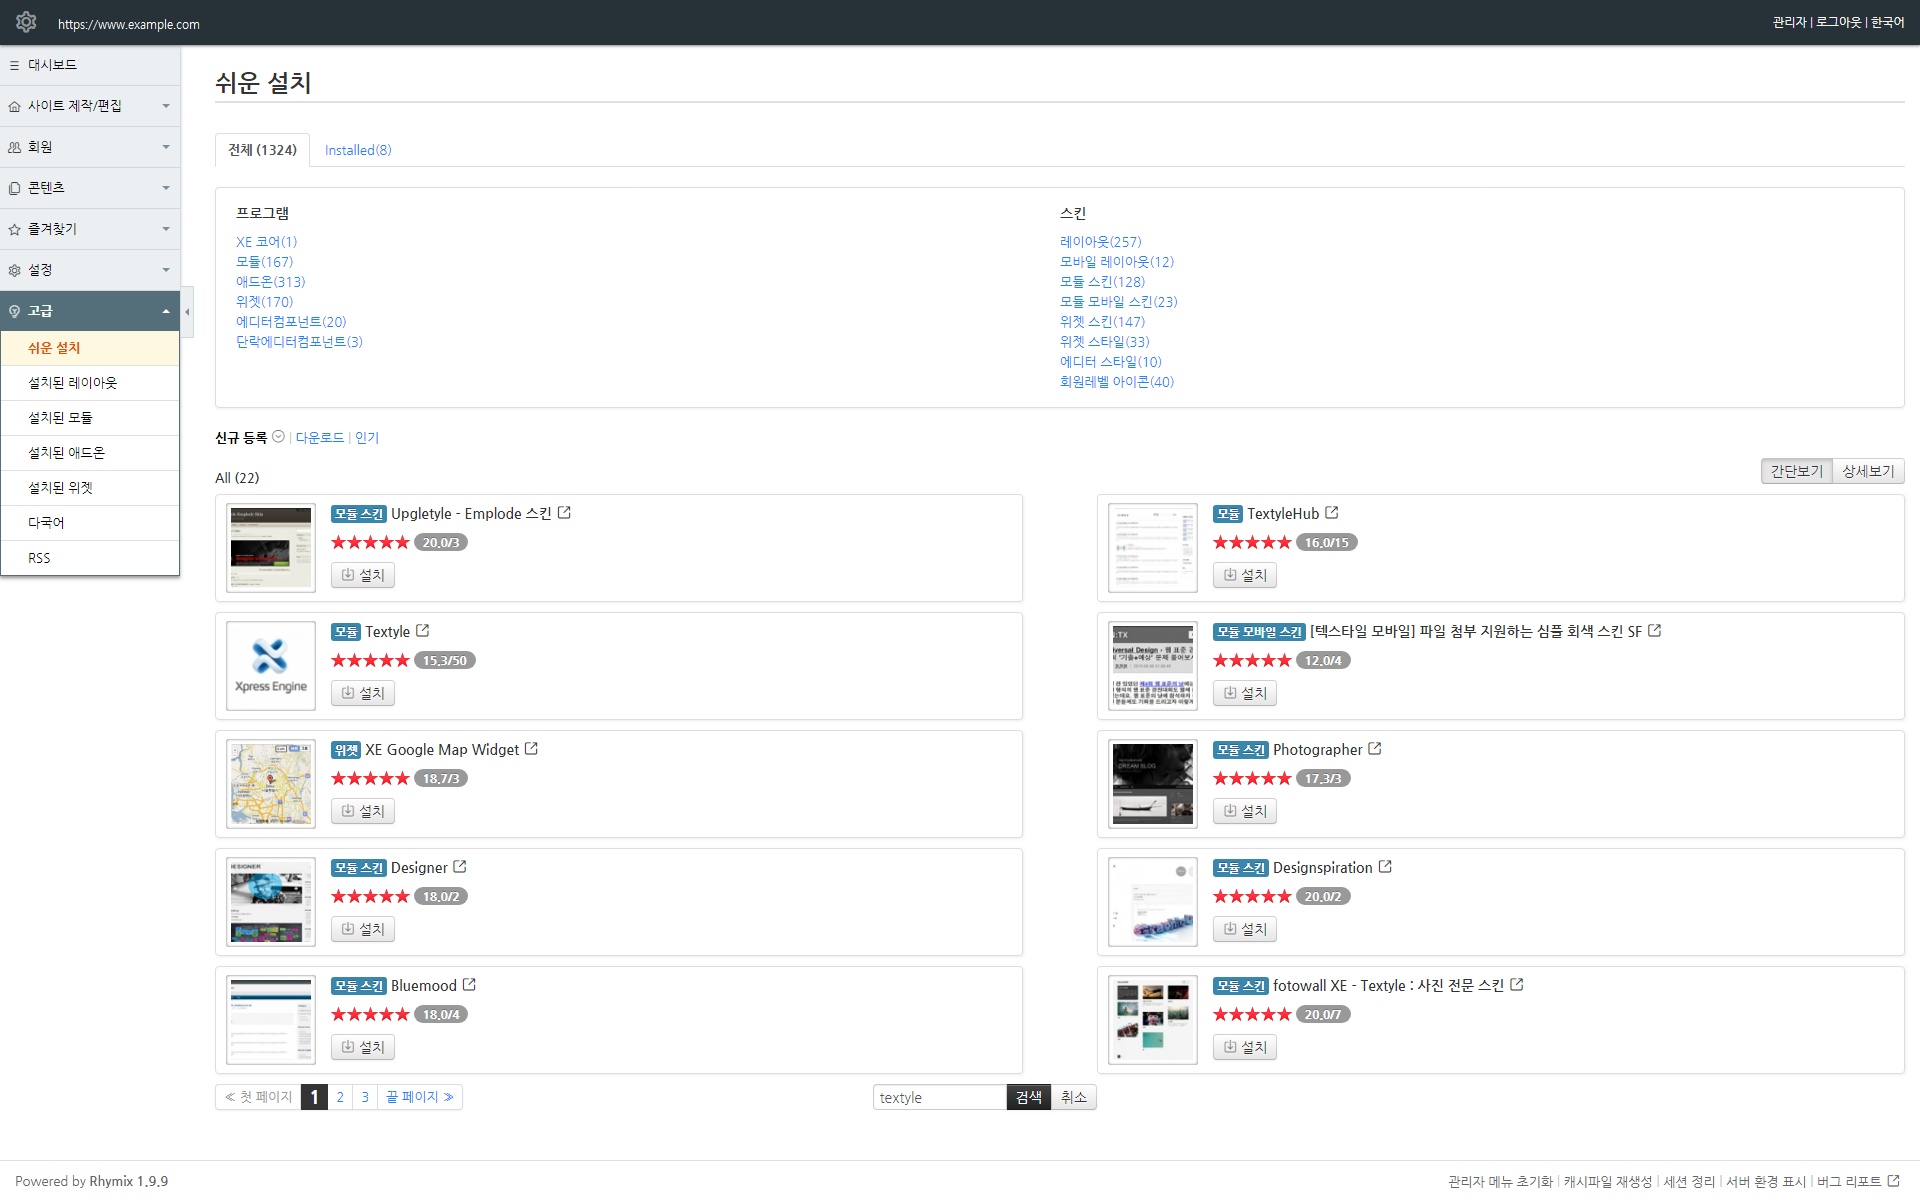 https://www.example.com
관리자 | 로그아웃 | 한국어
대시보드
사이트 제작/편집
회원
콘텐츠
즐겨찾기
설정
고급
쉬운 설치
설치된 레이아웃
설치된 모듈
설치된 애드온
설치된 위젯
다국어
RSS
쉬운 설치
전체 (1324) Installed(8)
프로그램
XE 코어(1)
모듈(167)
애드온(313)
위젯(170)
에디터컴포넌트(20)
단락에디터컴포넌트(3)
스킨
레이아웃(257)
모바일 레이아웃(12)
모듈 스킨(128)
모듈 모바일 스킨(23)
위젯 스킨(147)
위젯 스타일(33)
에디터 스타일(10)
회원레벨 아이콘(40)
신규 등록 | 다운로드 | 인기
All (22)
간단보기 상세보기
모듈 스킨 Upgletyle - Emplode 스킨
★★★★★ 20.0/3
설치
모듈 TextyleHub
★★★★★ 16.0/15
설치
Xpress Engine
모듈 Textyle
★★★★★ 15.3/50
설치
모듈 모바일 스킨 [텍스타일 모바일] 파일 첨부 지원하는 심플 회색 스킨 SF
★★★★★ 12.0/4
설치
위젯 XE Google Map Widget
★★★★★ 18.7/3
설치
DREAM BLOG
모듈 스킨 Photographer
★★★★★ 17.3/3
설치
모듈 스킨 Designer
★★★★★ 18.0/2
설치
모듈 스킨 Designspiration
★★★★★ 20.0/2
설치
모듈 스킨 Bluemood
★★★★★ 18.0/4
설치
모듈 스킨 fotowall XE - Textyle : 사진 전문 스킨
★★★★★ 20.0/7
설치
≪ 첫 페이지 1 2 3 끝 페이지 ≫
textyle 검색 취소
Powered by Rhymix 1.9.9
관리자 메뉴 초기화 | 캐시파일 재생성 | 세션 정리 | 서버 환경 표시 | 버그 리포트